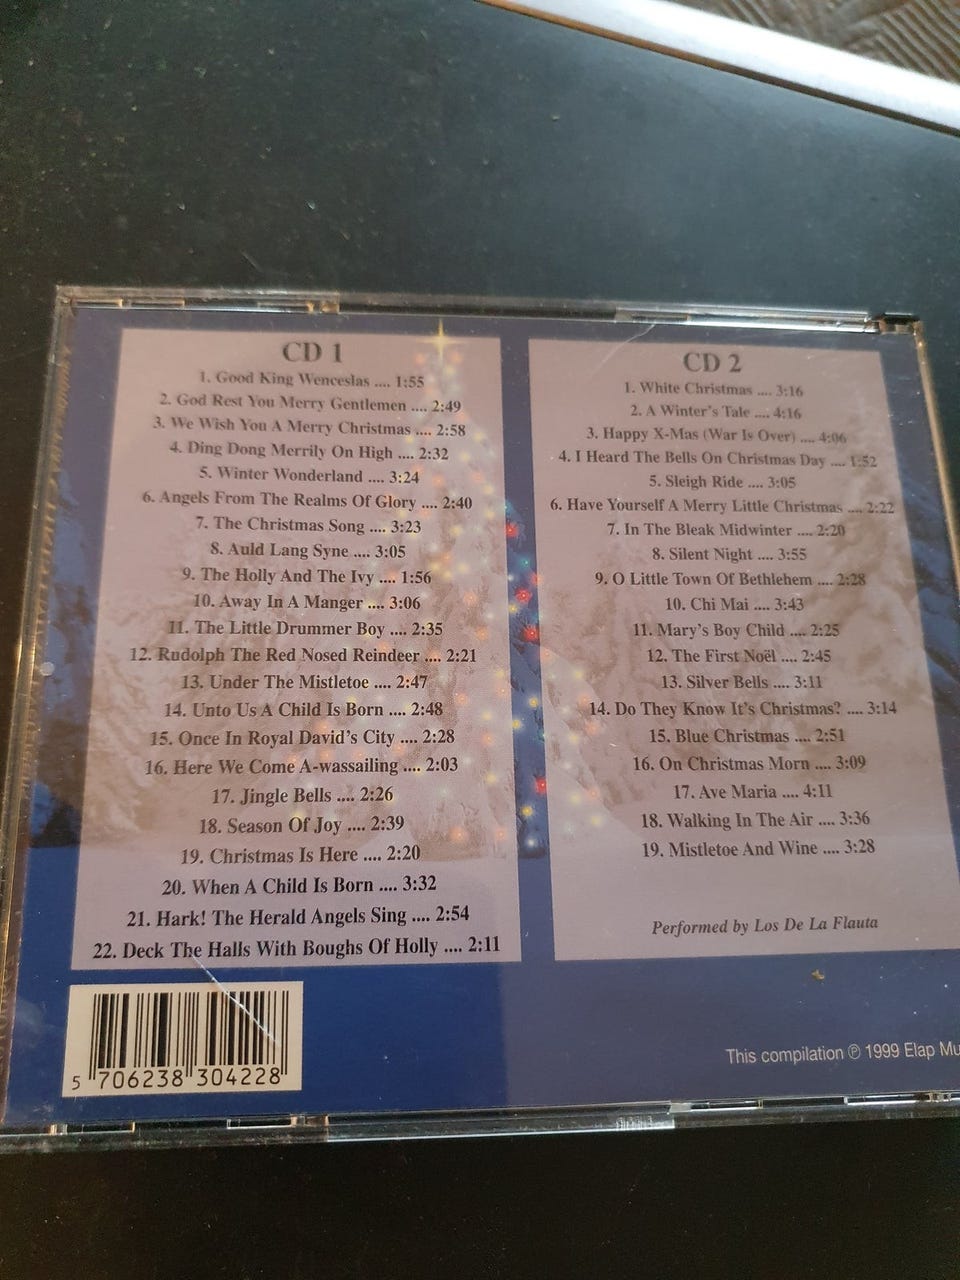 CD 1
1. Good King Wenceslas .... 1:55
2. God Rest You Merry Gentlemen .... 2:49
3. We Wish You A Merry Christmas .... 2:58
4. Ding Dong Merrily On High .... 2:32
5. Winter Wonderland .... 3:24
6. Angels From The Realms Of Glory .... 2:40
7. The Christmas Song .... 3:23
8. Auld Lang Syne .... 3:05
9. The Holly And The Ivy .... 1:56
10. Away In A Manger .... 3:06
11. The Little Drummer Boy .... 2:35
12. Rudolph The Red Nosed Reindeer .... 2:21
13. Under The Mistletoe .... 2:47
14. Unto Us A Child Is Born .... 2:48
15. Once In Royal David's City .... 2:28
16. Here We Come A-wassailing .... 2:03
17. Jingle Bells .... 2:26
18. Season Of Joy .... 2:39
19. Christmas Is Here .... 2:20
20. When A Child Is Born .... 3:32
21. Hark! The Herald Angels Sing .... 2:54
22. Deck The Halls With Boughs Of Holly .... 2:11
CD 2
1. White Christmas .... 3:16
2. A Winter's Tale .... 4:16
3. Happy X-Mas (War Is Over) .... 4:06
4. I Heard The Bells On Christmas Day .... 1:52
5. Sleigh Ride .... 3:05
6. Have Yourself A Merry Little Christmas .... 2:22
7. In The Bleak Midwinter .... 2:20
8. Silent Night .... 3:55
9. O Little Town Of Bethlehem .... 2:28
10. Chi Mai .... 3:43
11. Mary's Boy Child .... 2:25
12. The First Noël .... 2:45
13. Silver Bells .... 3:11
14. Do They Know It's Christmas? .... 3:14
15. Blue Christmas .... 2:51
16. On Christmas Morn .... 3:09
17. Ave Maria .... 4:11
18. Walking In The Air .... 3:36
19. Mistletoe And Wine .... 3:28
Performed by Los De La Flauta
5 706238 304228
This compilation ℗ 1999 Elap Mu